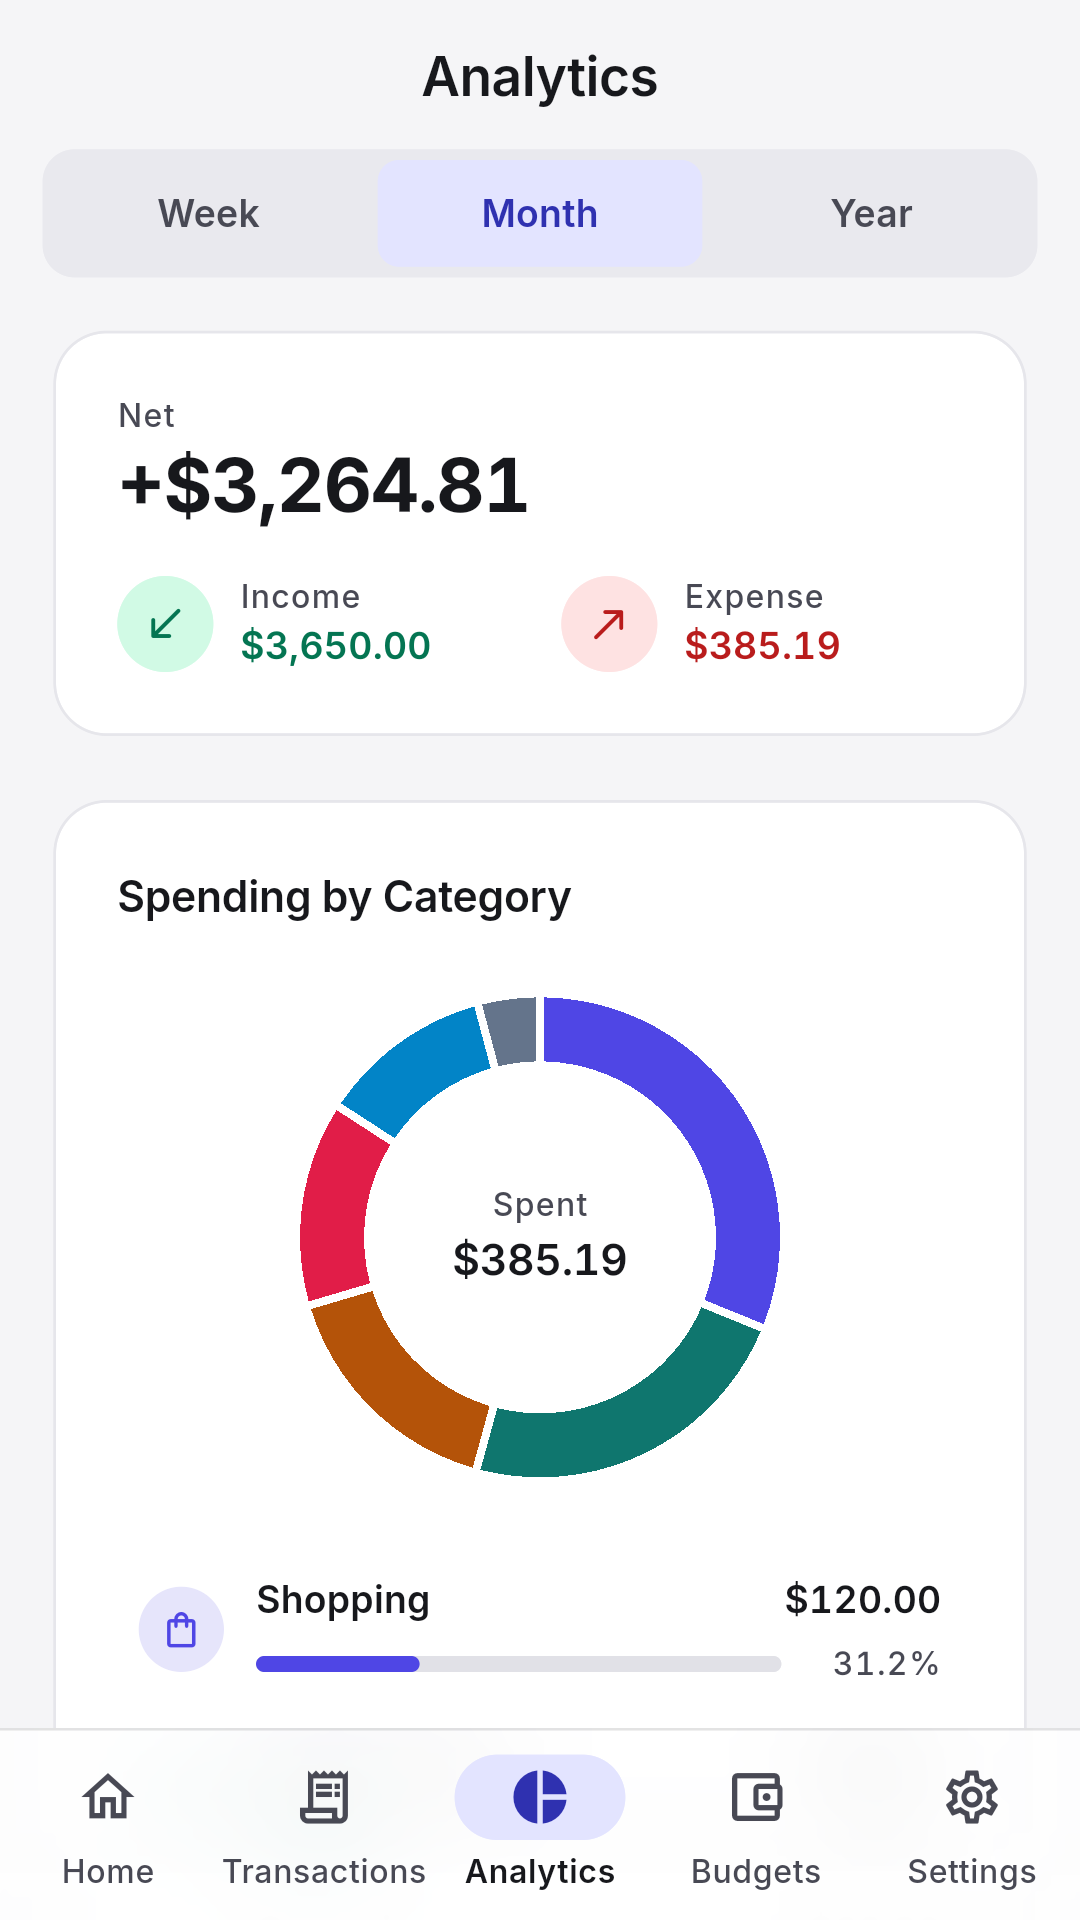 Analytics
Week Month Year
Net
+$3,264.81
Income Expense
$3,650.00 $385.19
Spending by Category
Spent
$385.19
Shopping $120.00
31.2%
Home Transactions Analytics Budgets Settings